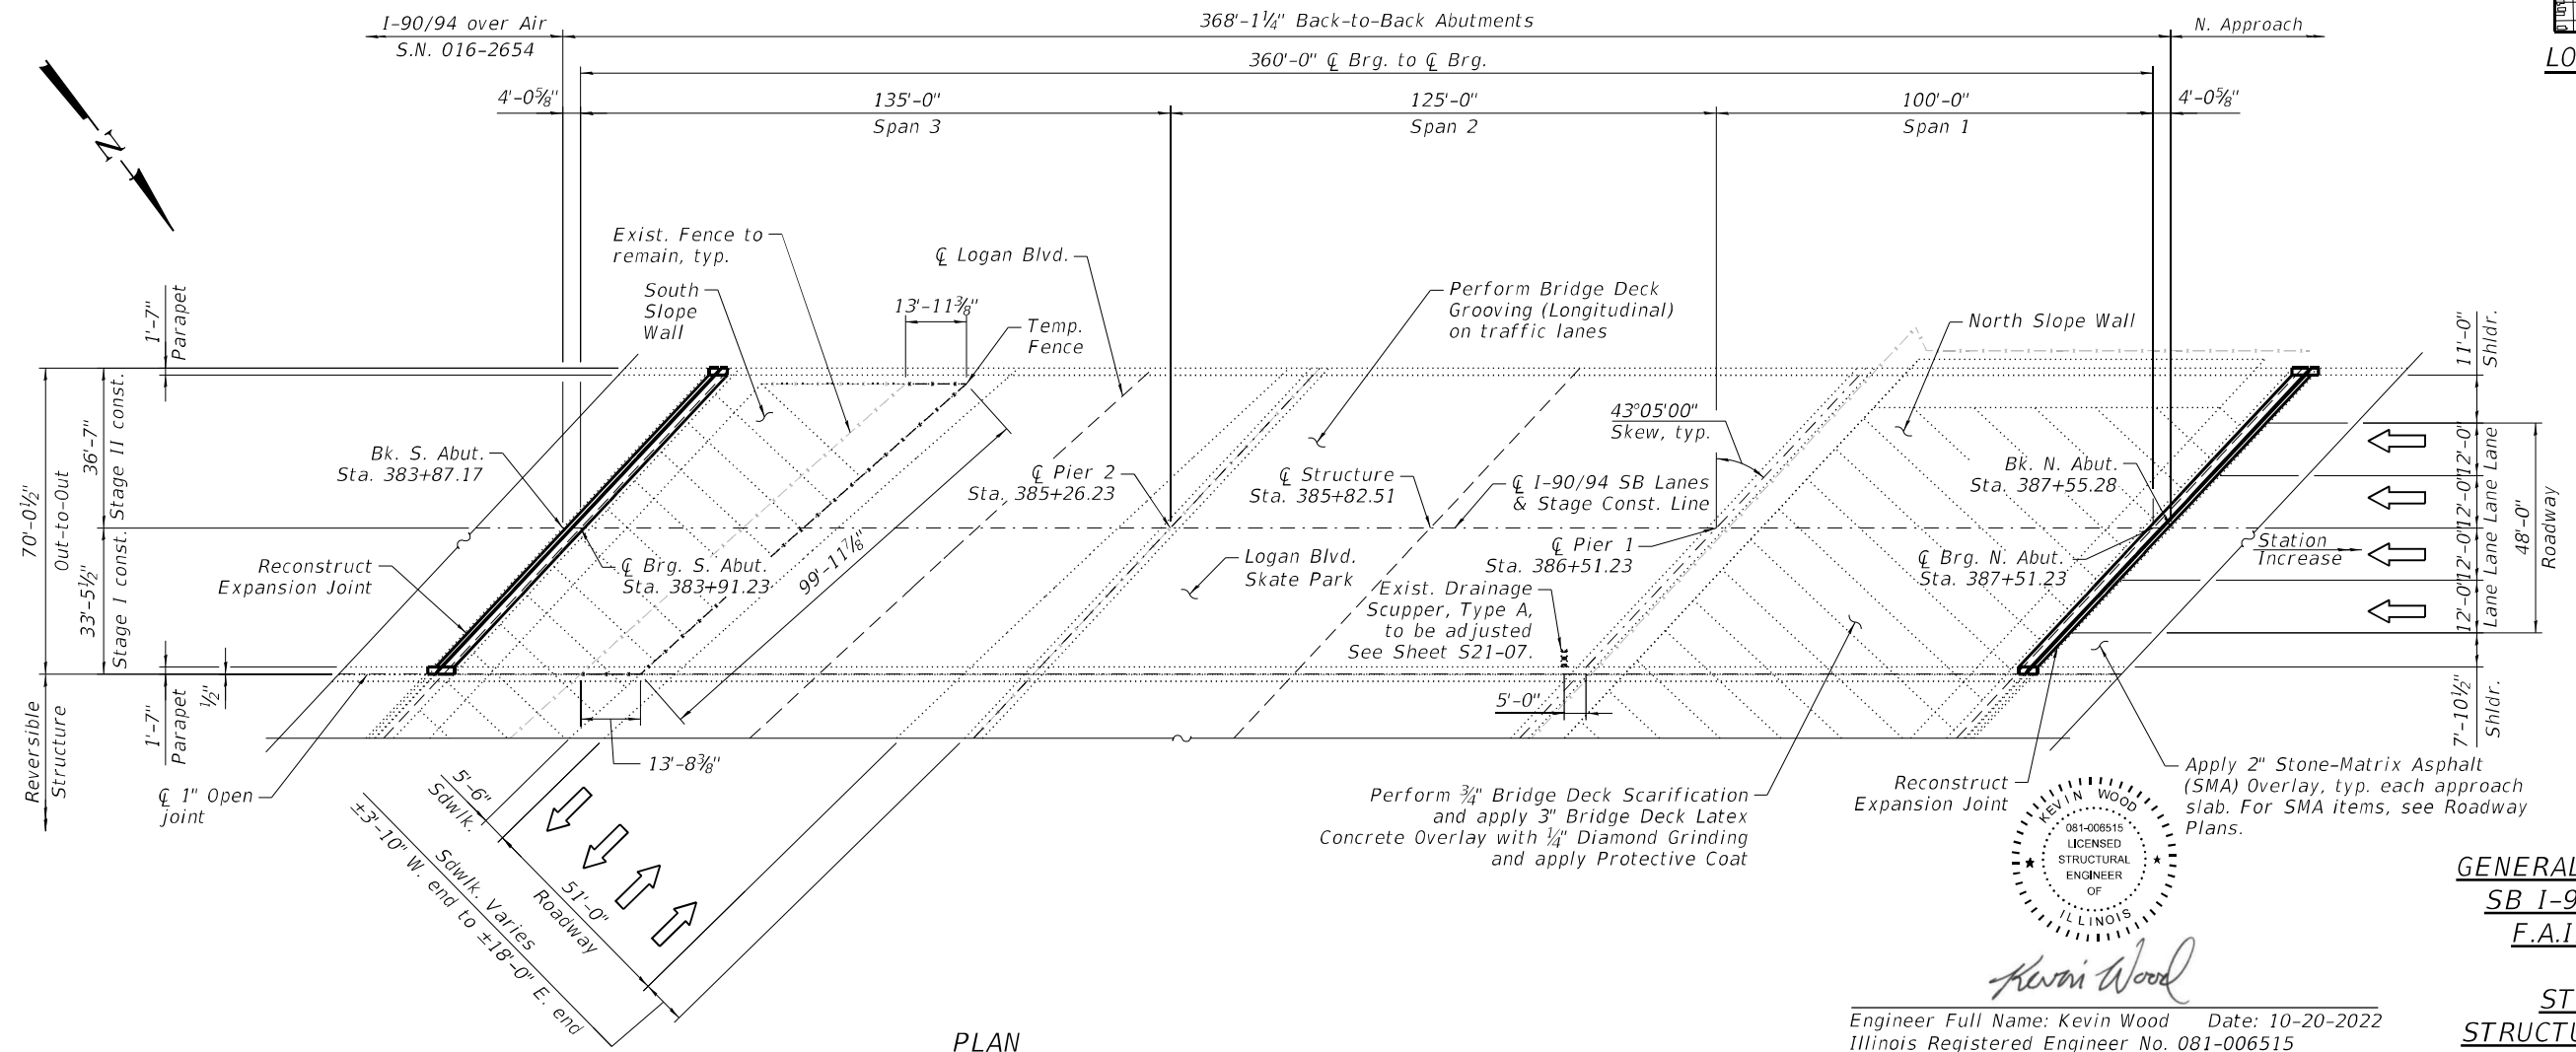 I-90/94 over Air
S.N. 016-2654
368'-1¼" Back-to-Back Abutments
N. Approach
360'-0" ℄ Brg. to ℄ Brg.
4'-0⅝"
135'-0"
Span 3
125'-0"
Span 2
100'-0"
Span 1
4'-0⅝"
LO
N
Exist. Fence to
remain, typ.
℄ Logan Blvd.
South
Slope
Wall
13'-11⅜"
Temp.
Fence
Perform Bridge Deck
Grooving (Longitudinal)
on traffic lanes
North Slope Wall
1'-7"
Parapet
11'-0"
Shldr.
43°05'00"
Skew, typ.
Bk. S. Abut.
Sta. 383+87.17
℄ Pier 2
Sta. 385+26.23
℄ Structure
Sta. 385+82.51
℄ I-90/94 SB Lanes
& Stage Const. Line
Bk. N. Abut.
Sta. 387+55.28
70'-0½"
Out-to-Out
36'-7"
Stage II const.
33'-5½"
Stage I const.
12'-0"
Lane
12'-0"
Lane
12'-0"
Lane
12'-0"
Lane
48'-0"
Roadway
Reconstruct
Expansion Joint
℄ Brg. S. Abut.
Sta. 383+91.23
99'-11⅞"
Logan Blvd.
Skate Park
℄ Pier 1
Sta. 386+51.23
℄ Brg. N. Abut.
Sta. 387+51.23
Station
Increase
Exist. Drainage
Scupper, Type A,
to be adjusted
See Sheet S21-07.
Reversible
Structure
1'-7"
Parapet
½"
5'-0"
7'-10½"
Shldr.
℄ 1" Open
joint
13'-8⅜"
5'-6"
Sdwlk.
51'-0"
Roadway
Sdwlk. Varies
±3'-10" W. end to ±18'-0" E. end
Perform ¾" Bridge Deck Scarification
and apply 3" Bridge Deck Latex
Concrete Overlay with ¼" Diamond Grinding
and apply Protective Coat
Reconstruct
Expansion Joint
Apply 2" Stone-Matrix Asphalt
(SMA) Overlay, typ. each approach
slab. For SMA items, see Roadway
Plans.
KEVIN WOOD
081-006515
LICENSED
STRUCTURAL
ENGINEER
OF
ILLINOIS
GENERAL
SB I-9
F.A.I
ST
STRUCTU
Kevin Wood
Engineer Full Name: Kevin Wood Date: 10-20-2022
Illinois Registered Engineer No. 081-006515
PLAN